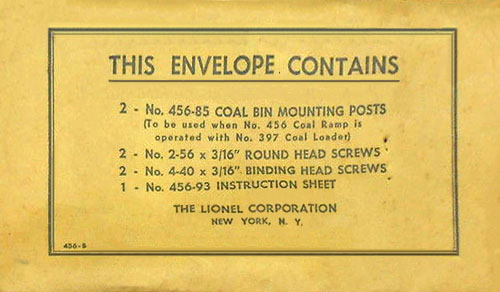 THIS ENVELOPE CONTAINS
2 - No. 456-85 COAL BIN MOUNTING POSTS
(To be used when No. 456 Coal Ramp is
operated with No. 397 Coal Loader)
2 - No. 2-56 x 3/16" ROUND HEAD SCREWS
2 - No. 4-40 x 3/16" BINDING HEAD SCREWS
1 - No. 456-93 INSTRUCTION SHEET
THE LIONEL CORPORATION
NEW YORK, N. Y.
456-8